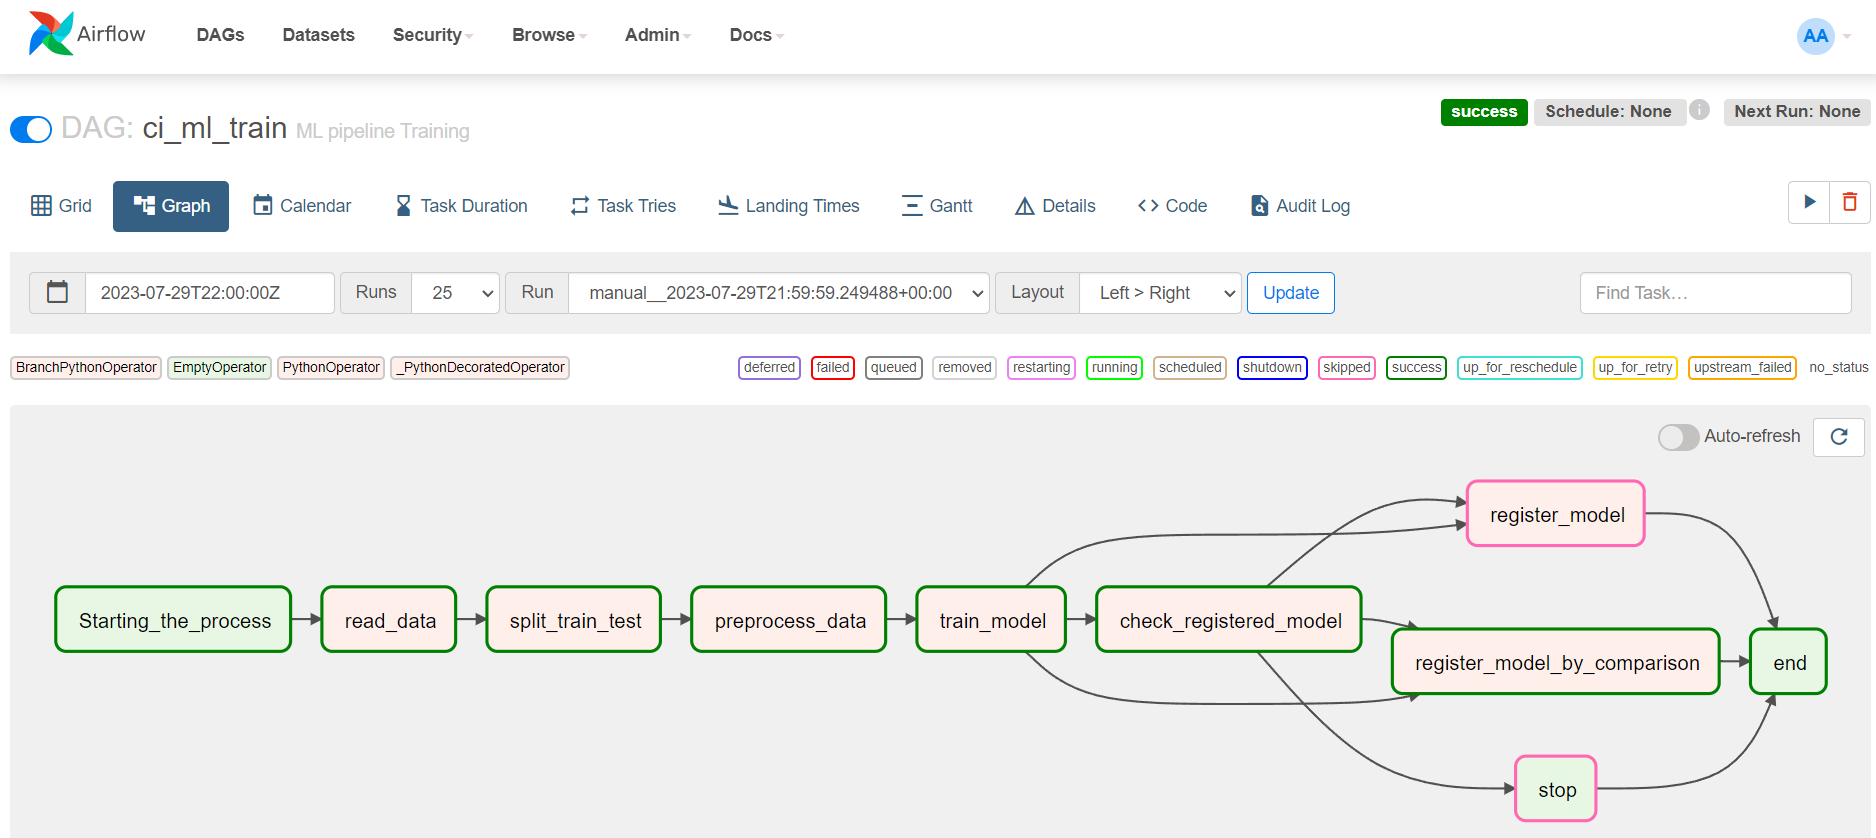 Airflow DAGs Datasets Security Browse Admin Docs AA
DAG: ci_ml_train ML pipeline Training success Schedule: None i Next Run: None
Grid Graph Calendar Task Duration Task Tries Landing Times Gantt Details Code Audit Log
2023-07-29T22:00:00Z Runs 25 Run manual__2023-07-29T21:59:59.249488+00:00 Layout Left > Right Update Find Task…
BranchPythonOperator EmptyOperator PythonOperator _PythonDecoratedOperator deferred failed queued removed restarting running scheduled shutdown skipped success up_for_reschedule up_for_retry upstream_failed no_status
Auto-refresh
register_model
Starting_the_process read_data split_train_test preprocess_data train_model check_registered_model
register_model_by_comparison end
stop